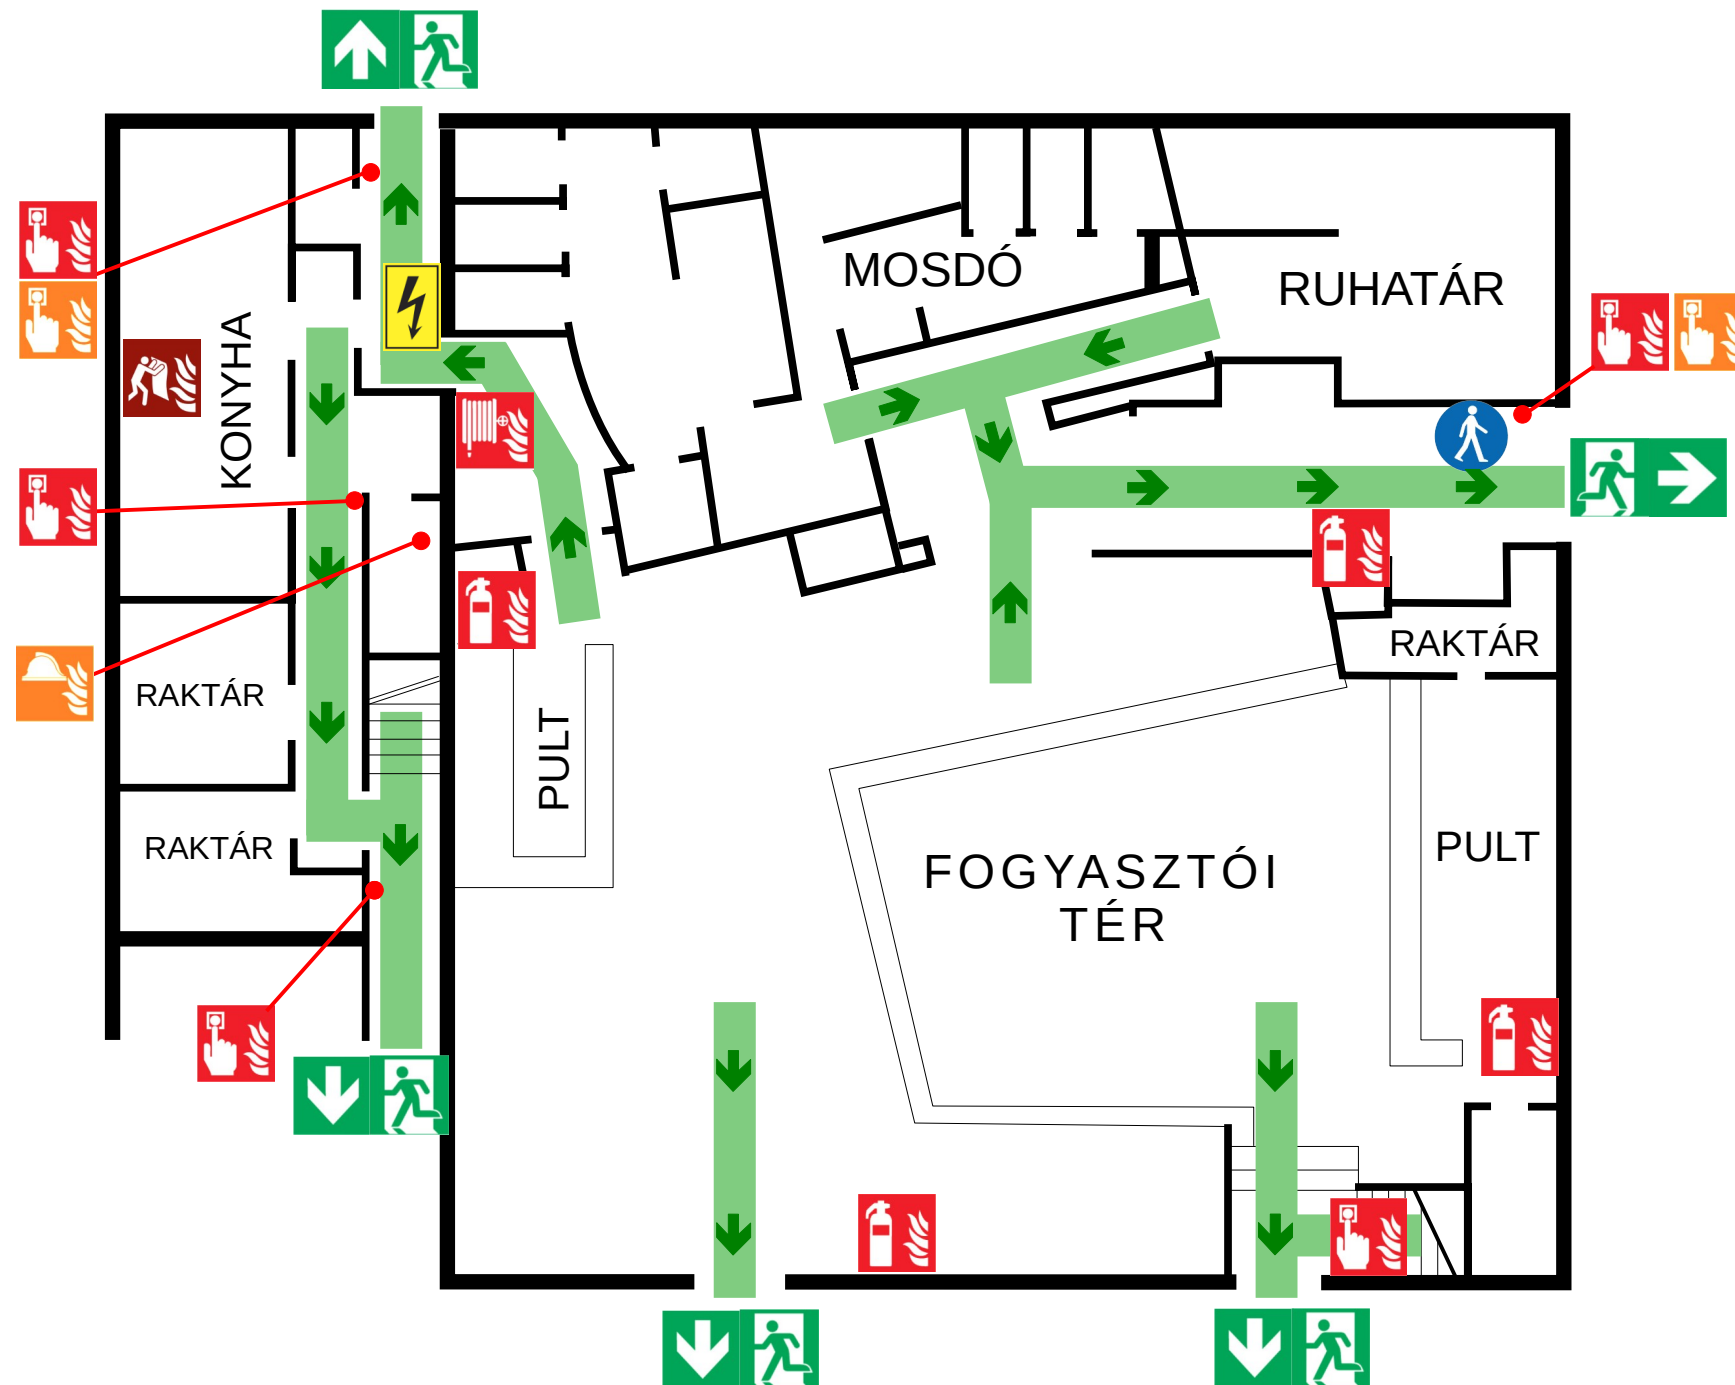 MOSDÓ
RUHATÁR
KONYHA
RAKTÁR
RAKTÁR
RAKTÁR
PULT
PULT
FOGYASZTÓI
TÉR